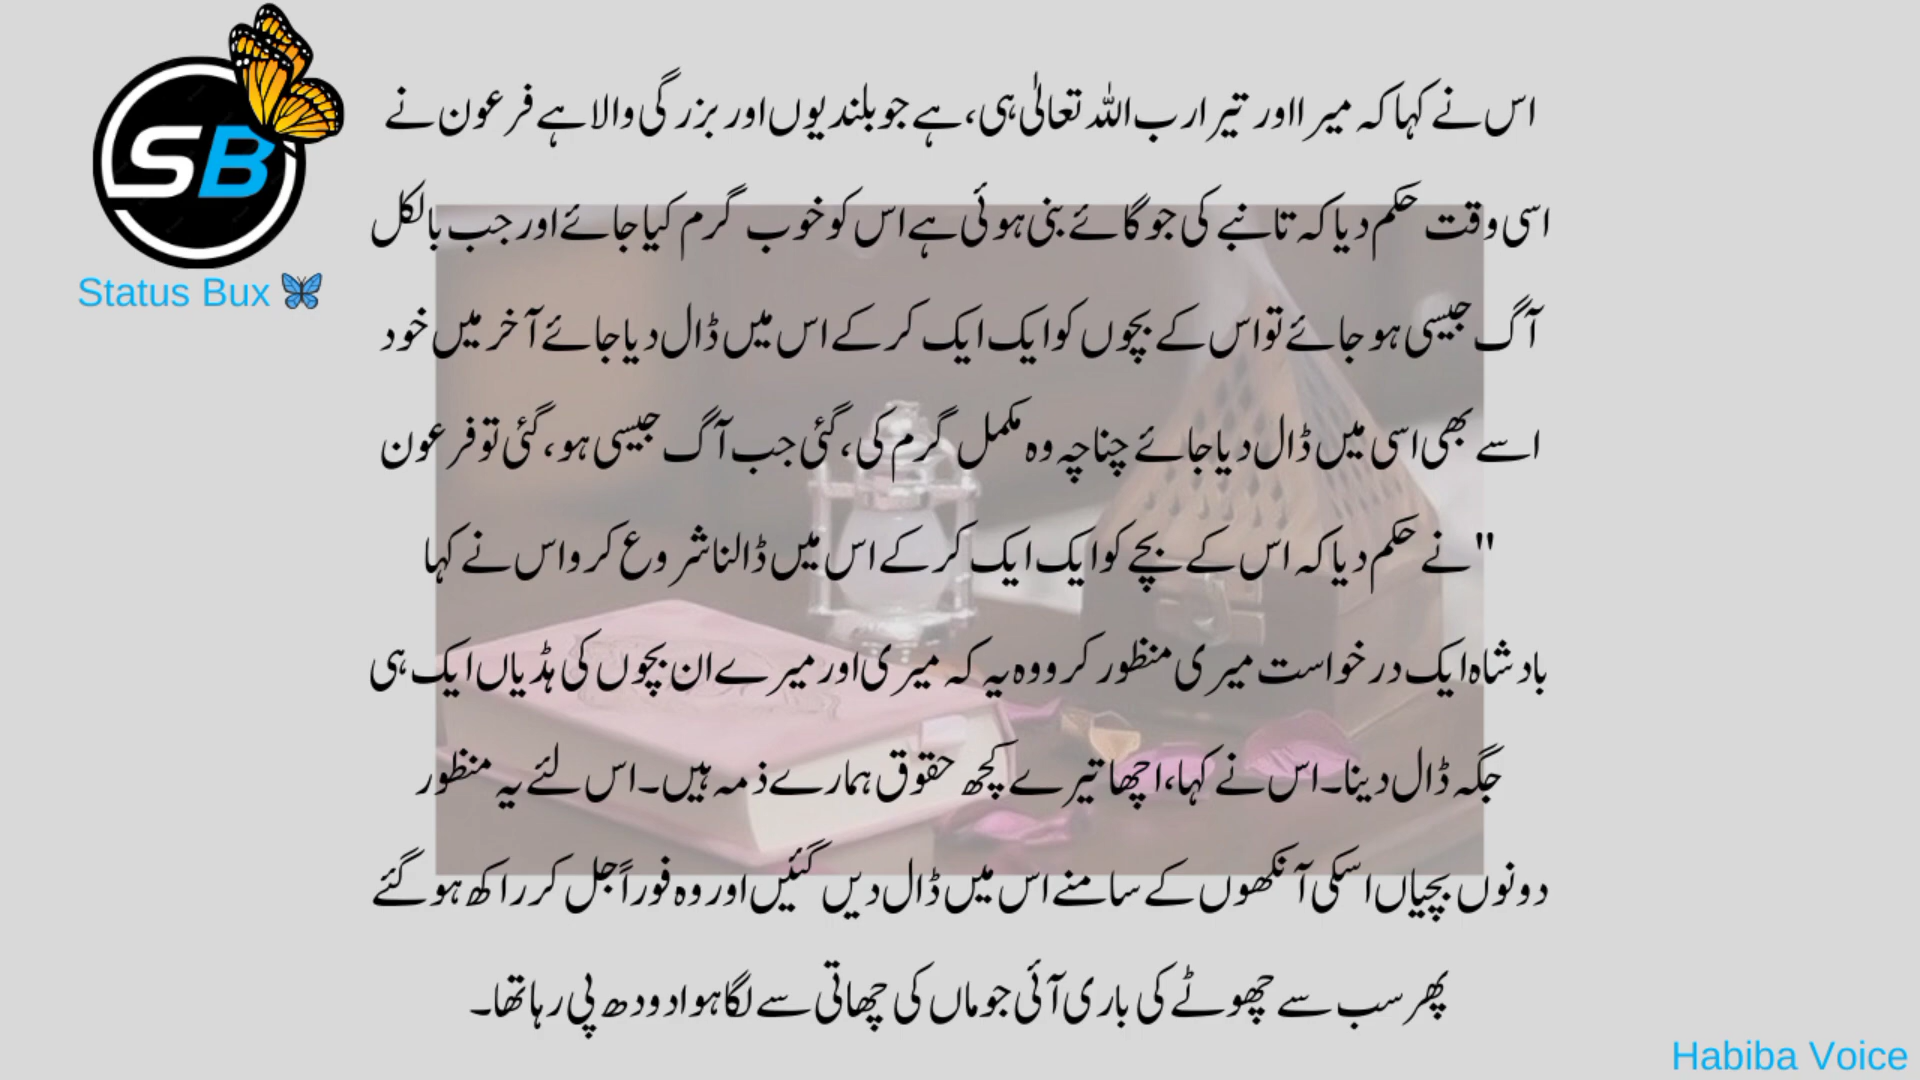 SB
Status Bux
اس نے کہا کہ میرا اور تیرا رب اللہ تعالٰی ہی، ہے جو بلندیوں اور بزرگی والا ہے فرعون نے
اسی وقت حکم دیا کہ تانبے کی جو گائے بنی ہوئی ہے اس کو خوب گرم کیا جائے اور جب بالکل
آگ جیسی ہو جائے تو اس کے بچوں کو ایک ایک کر کے اس میں ڈال دیا جائے آخر میں خود
اسے بھی اسی میں ڈال دیا جائے چناچہ وہ مکمل گرم کی، گئی جب آگ جیسی ہو، گئی تو فرعون
"نے حکم دیا کہ اس کے بچے کو ایک ایک کر کے اس میں ڈالنا شروع کرو اس نے کہا
بادشاہ ایک درخواست میری منظور کرو وہ یہ کہ میری اور میرے ان بچوں کی ہڈیاں ایک ہی
جگہ ڈال دینا۔ اس نے کہا، اچھا تیرے کچھ حقوق ہمارے ذمہ ہیں۔ اس لئے یہ منظور
دونوں بچیاں اسکی آنکھوں کے سامنے اس میں ڈال دیں گئیں اور وہ فوراً جل کر راکھ ہو گئے
پھر سب سے چھوٹے کی باری آئی جو ماں کی چھاتی سے لگا ہوا دودھ پی رہا تھا۔
Habiba Voice